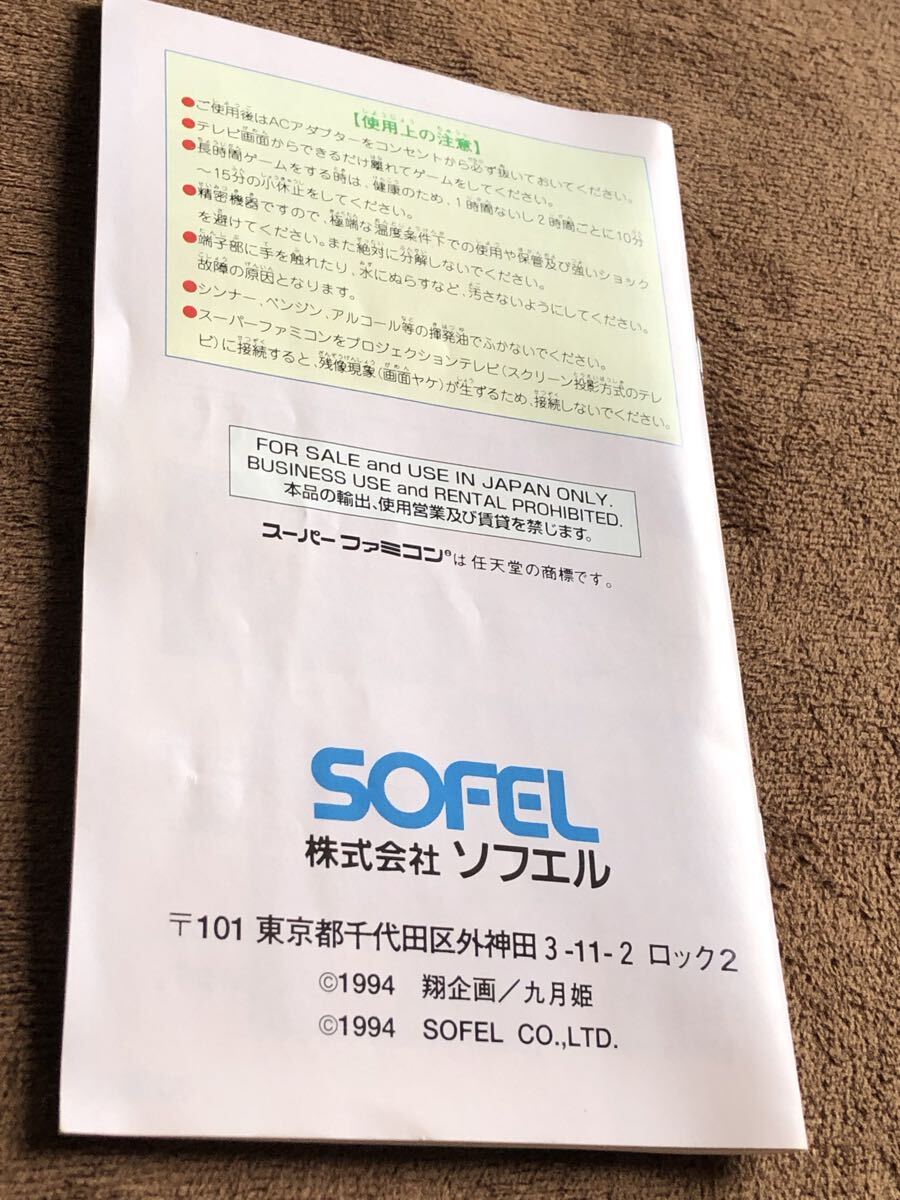 【使用上の注意】
●ご使用後はACアダプターをコンセントから必ず抜いておいてください。
●テレビ画面からできるだけ離れてゲームをしてください。
●長時間ゲームをする時は、健康のため、1時間ないし2時間ごとに10分
～15分の小休止をしてください。
●精密機器ですので、極端な温度条件下での使用や保管及び強いショック
を避けてください。また絶対に分解しないでください。
●端子部に手を触れたり、水にぬらすなど、汚さないようにしてください。
故障の原因となります。
●シンナー、ベンジン、アルコール等の揮発油でふかないでください。
●スーパーファミコンをプロジェクションテレビ(スクリーン投影方式のテレ
ビ)に接続すると、残像現象(画面ヤケ)が生ずるため、接続しないでください。
FOR SALE and USE IN JAPAN ONLY.
BUSINESS USE and RENTAL PROHIBITED.
本品の輸出、使用営業及び賃貸を禁じます。
スーパーファミコン®は任天堂の商標です。
SOFEL
株式会社 ソフエル
〒101 東京都千代田区外神田3-11-2 ロック2
©1994 翔企画／九月姫
©1994 SOFEL CO.,LTD.